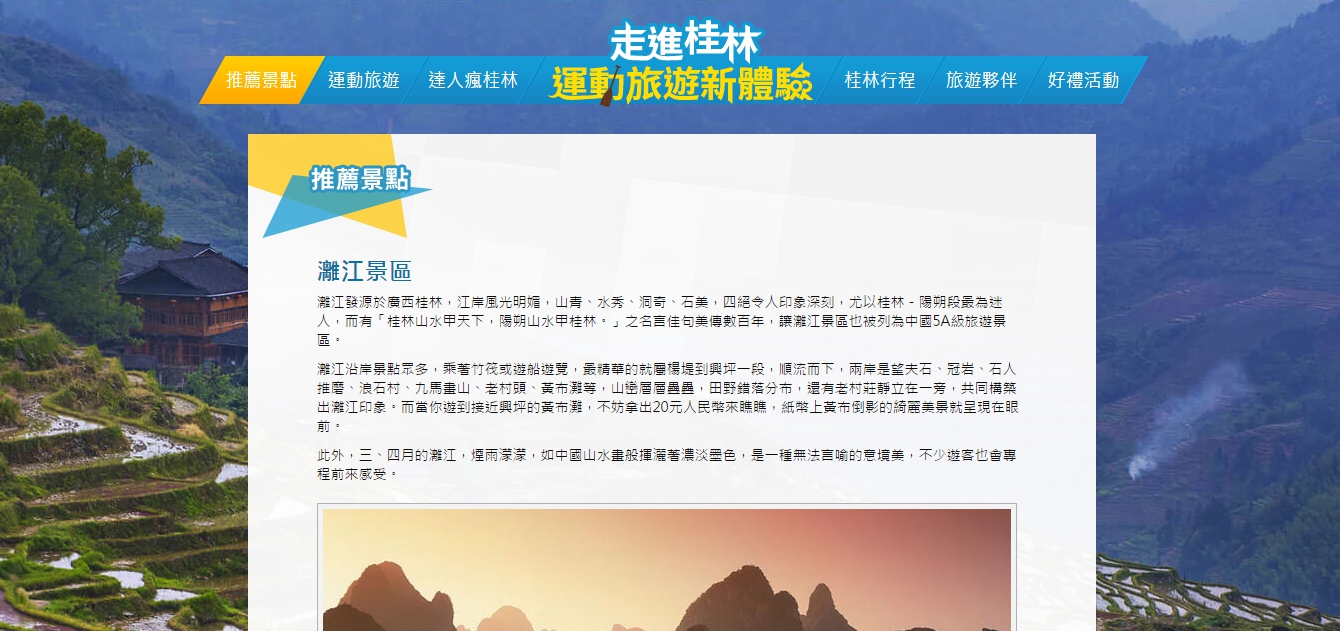 走進桂林
運動旅遊新體驗
推薦景點
運動旅遊
達人瘋桂林
桂林行程
旅遊夥伴
好禮活動
推薦景點
灕江景區
灕江發源於廣西桂林，江岸風光明媚，山青、水秀、洞奇、石美，四絕令人印象深刻，尤以桂林 - 陽朔段最為迷
人，而有「桂林山水甲天下，陽朔山水甲桂林。」之名言佳句美傳數百年，讓灕江景區也被列為中國5A級旅遊景
區。
灕江沿岸景點眾多，乘著竹筏或遊船遊覽，最精華的就屬楊堤到興坪一段，順流而下，兩岸是望夫石、冠岩、石人
推磨、浪石村、九馬畫山、老村頭、黃布灘等，山巒層層疊疊，田野錯落分布，還有老村莊靜立在一旁，共同構築
出灕江印象。而當你遊到接近興坪的黃布灘，不妨拿出20元人民幣來瞧瞧，紙幣上黃布倒影的綺麗美景就呈現在眼
前。
此外，三、四月的灕江，煙雨濛濛，如中國山水畫般揮灑著濃淡墨色，是一種無法言喻的意境美，不少遊客也會專
程前來感受。